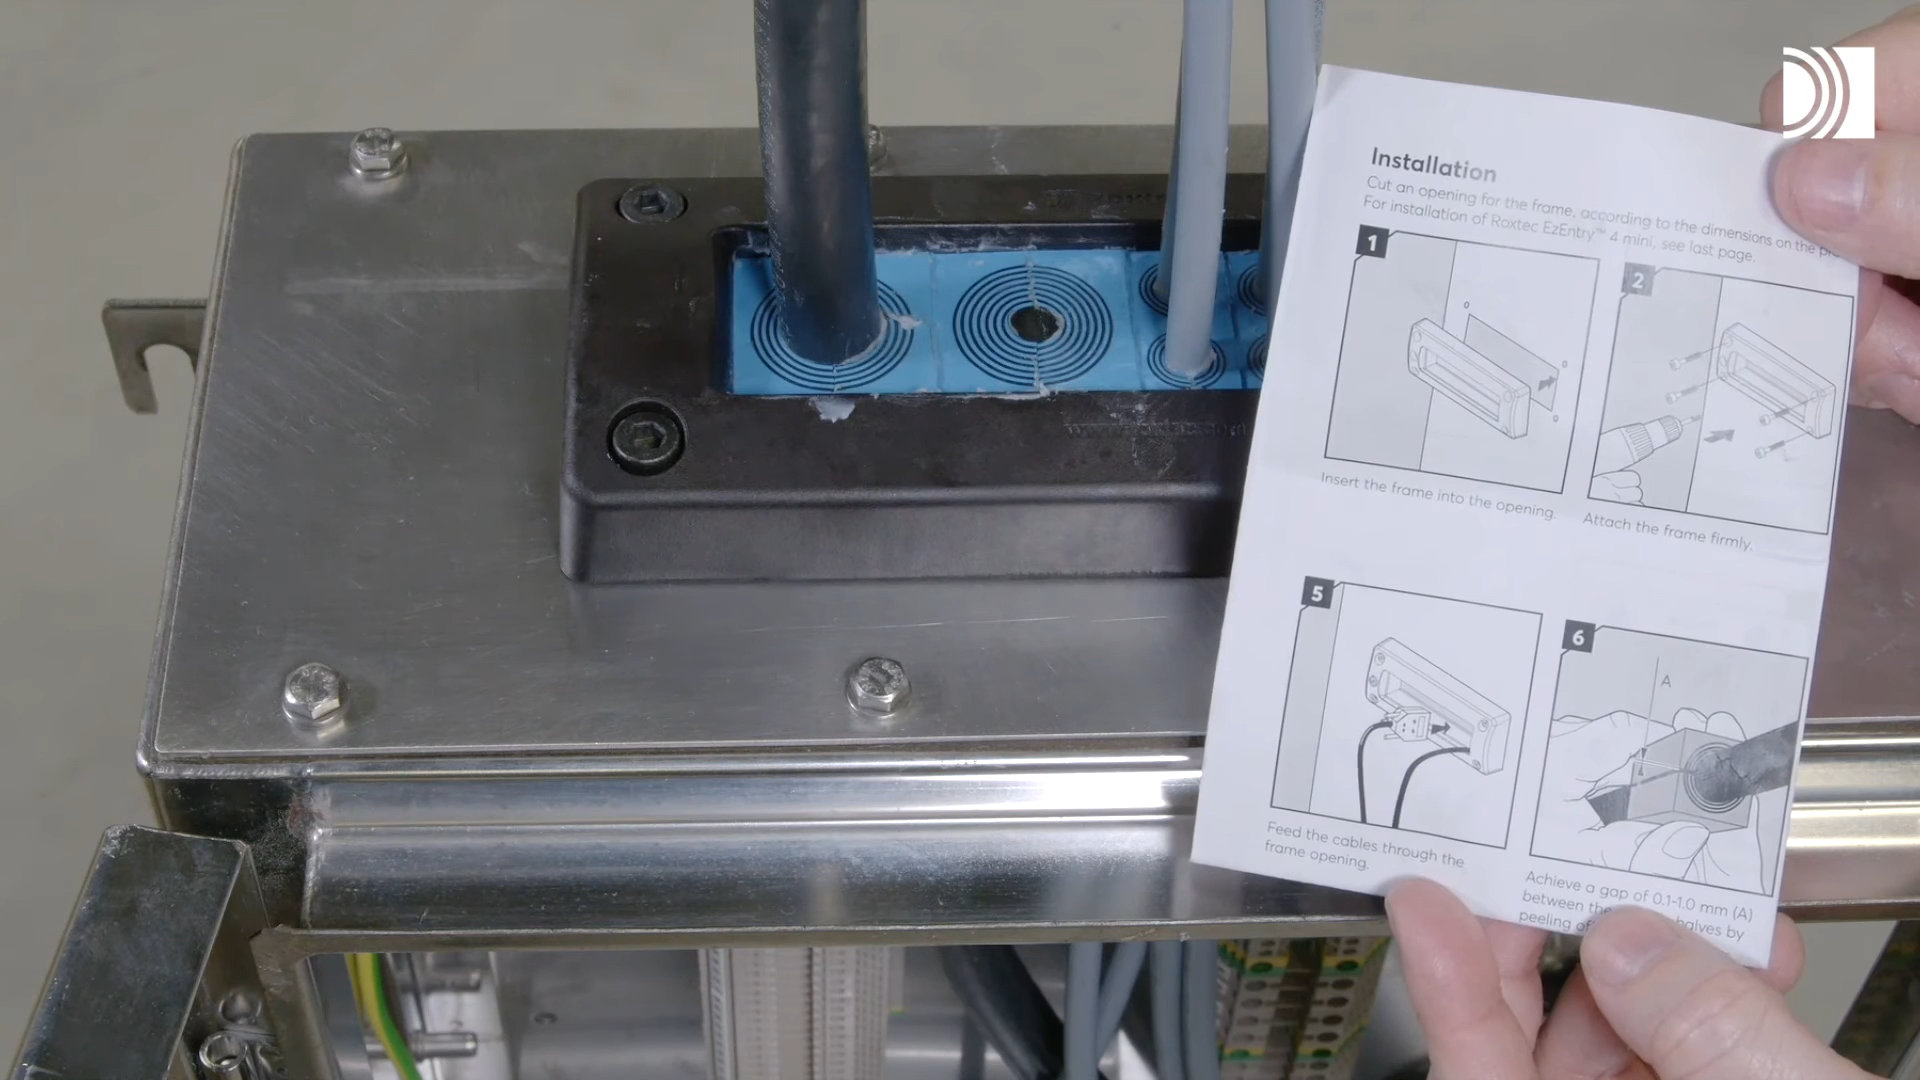 Installation
Cut an opening for the frame, according to the dimensions on the
For installation of Roxtec EzEntry™ 4 mini, see last page.
1
2
Insert the frame into the opening.
Attach the frame firmly.
5
6
A
Feed the cables through the
frame opening.
Achieve a gap of 0.1-1.0 mm (A)
between the halves by
peeling